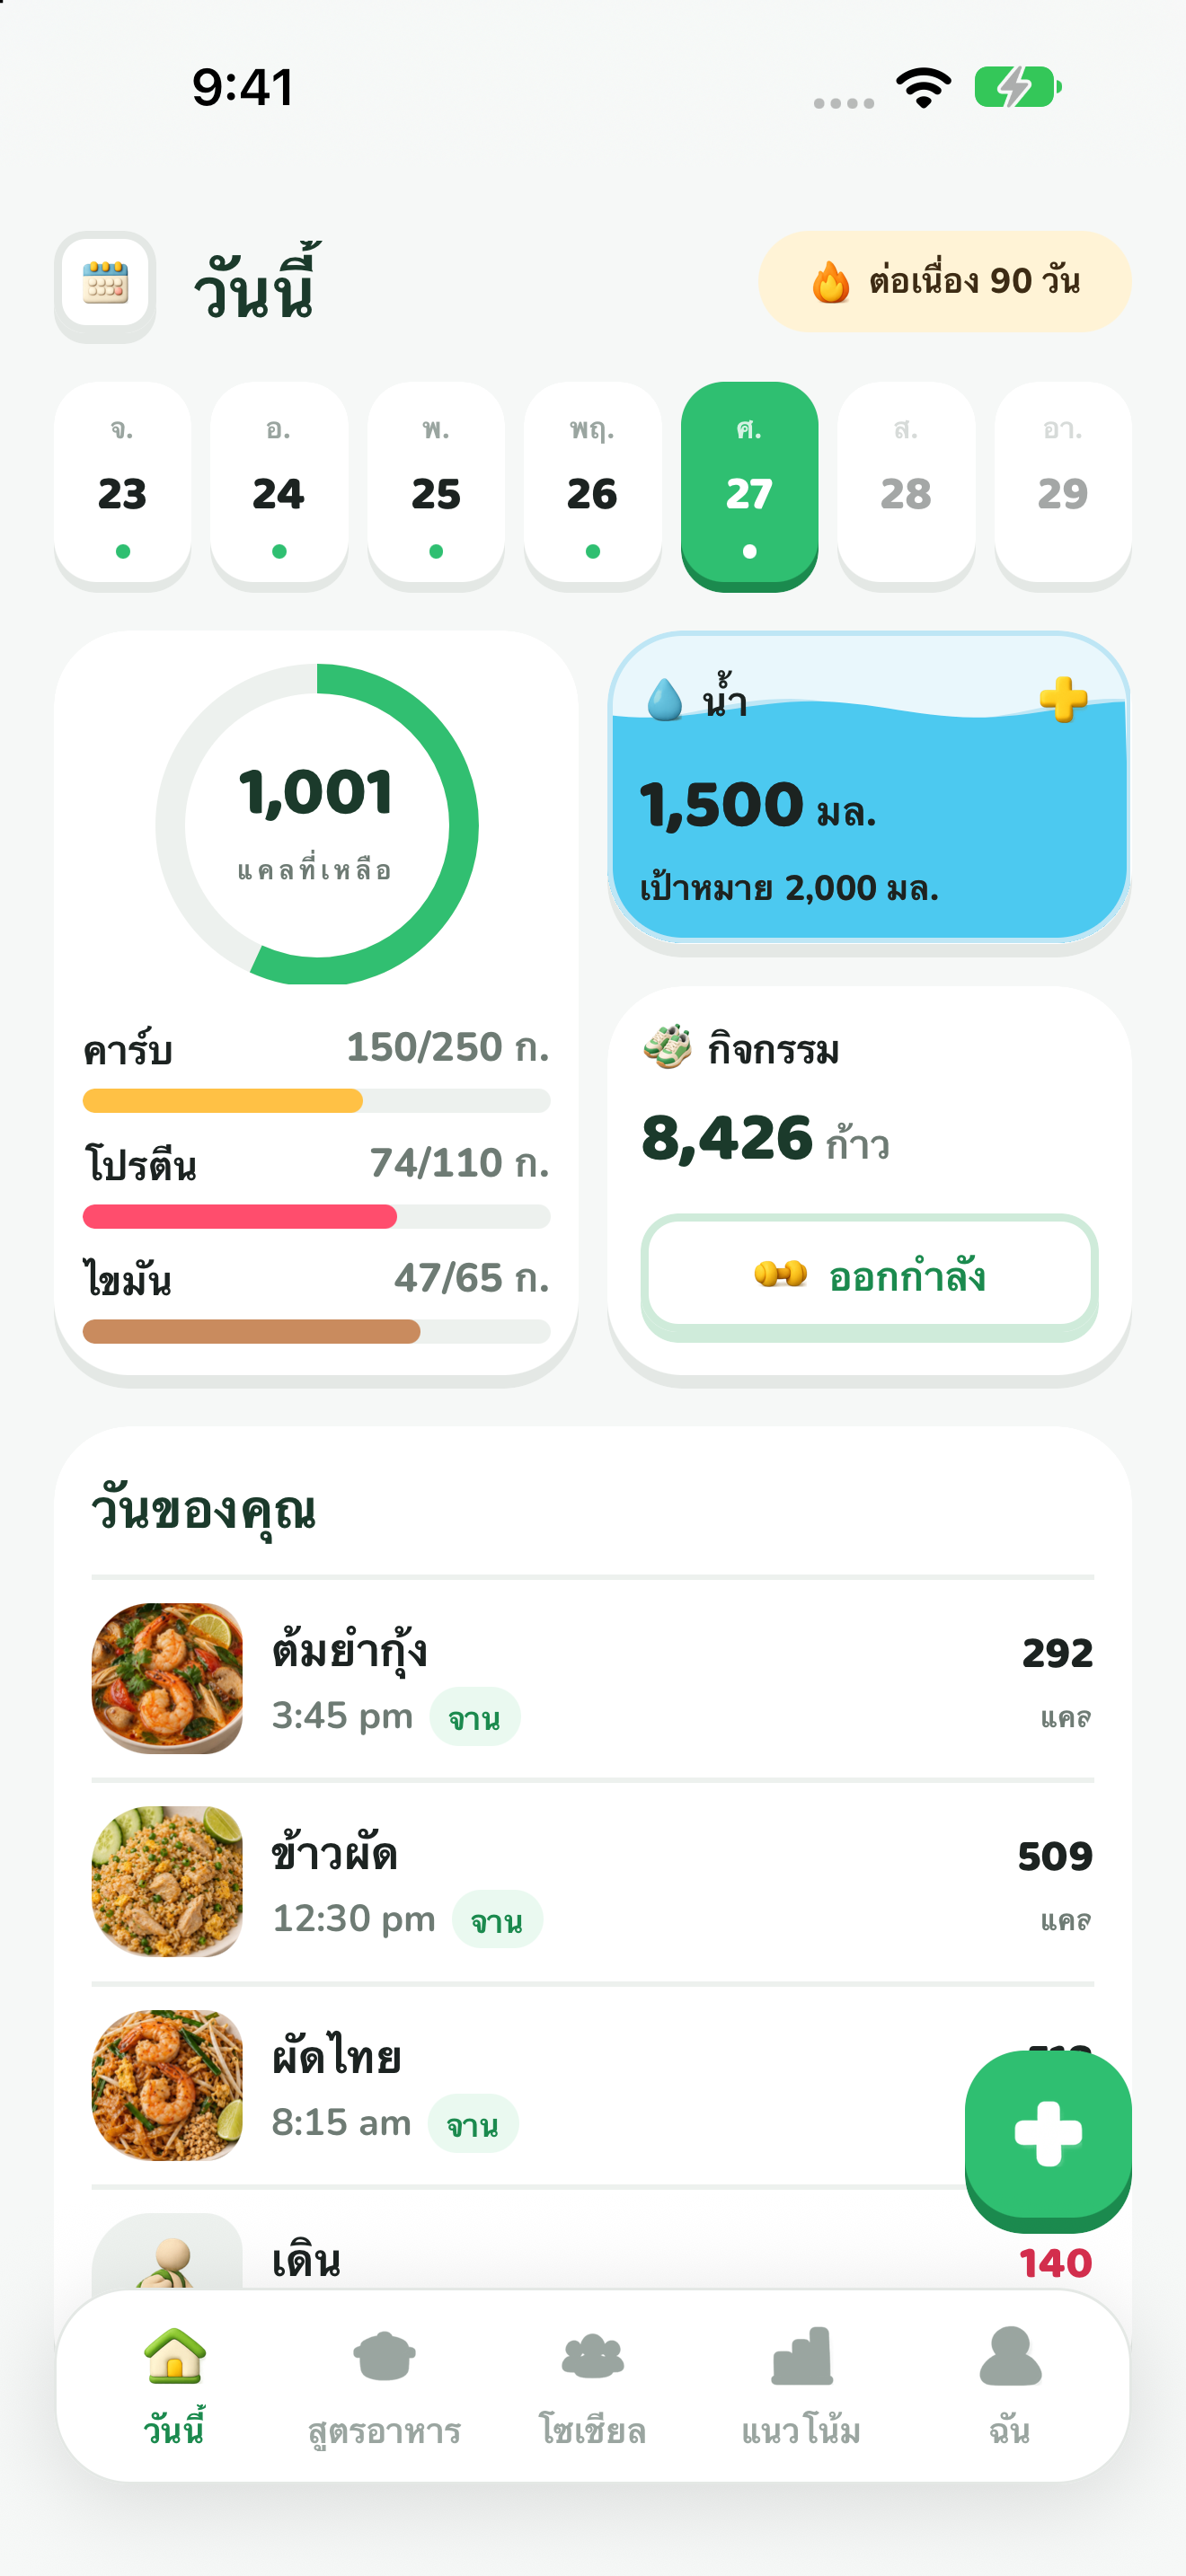 9:41
วันนี้
ต่อเนื่อง 90 วัน
จ. อ. พ. พฤ. ศ. ส. อา.
23 24 25 26 27 28 29
1,001
แคลที่เหลือ
คาร์บ 150/250 ก.
โปรตีน 74/110 ก.
ไขมัน 47/65 ก.
น้ำ
1,500 มล.
เป้าหมาย 2,000 มล.
กิจกรรม
8,426 ก้าว
ออกกำลัง
วันของคุณ
ต้มยำกุ้ง 292
3:45 pm จาน แคล
ข้าวผัด 509
12:30 pm จาน แคล
ผัดไทย
8:15 am จาน
เดิน 140
วันนี้ สูตรอาหาร โซเชียล แนวโน้ม ฉัน